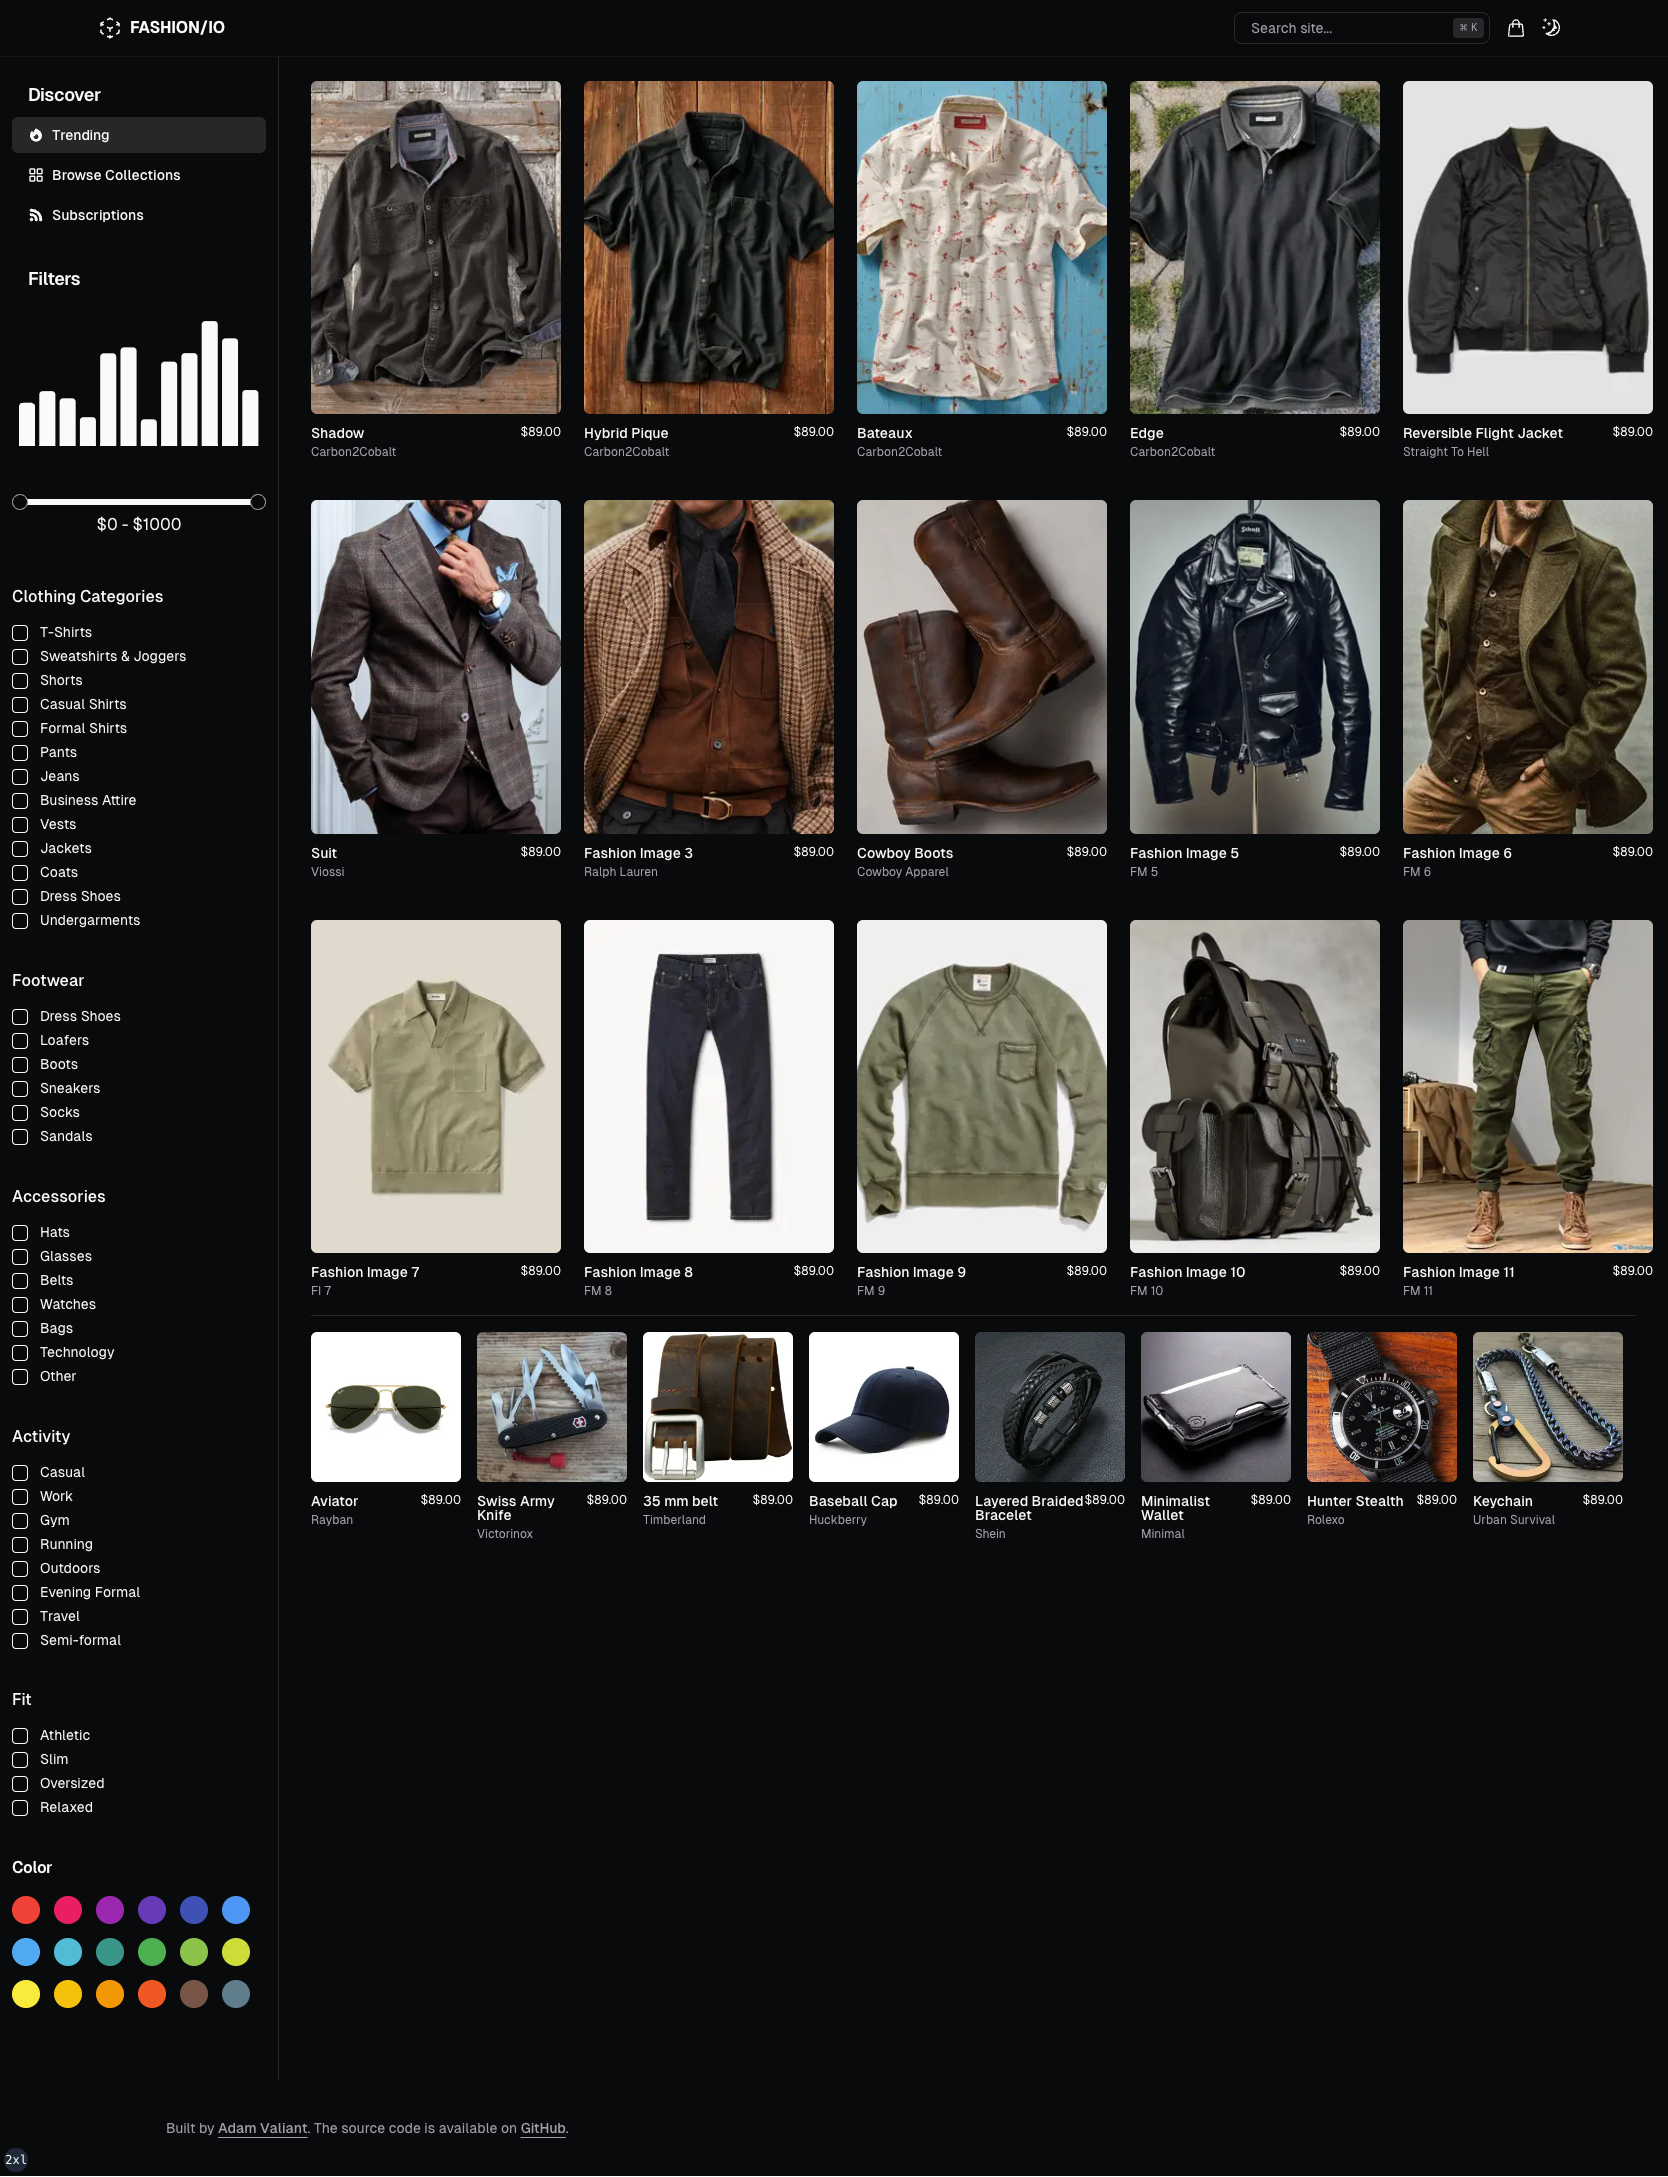 FASHION/IO
Search site...
⌘ K
Discover
Trending
Browse Collections
Subscriptions
Filters
$0 - $1000
Clothing Categories
T-Shirts
Sweatshirts & Joggers
Shorts
Casual Shirts
Formal Shirts
Pants
Jeans
Business Attire
Vests
Jackets
Coats
Dress Shoes
Undergarments
Footwear
Dress Shoes
Loafers
Boots
Sneakers
Socks
Sandals
Accessories
Hats
Glasses
Belts
Watches
Bags
Technology
Other
Activity
Casual
Work
Gym
Running
Outdoors
Evening Formal
Travel
Semi-formal
Fit
Athletic
Slim
Oversized
Relaxed
Color
Shadow $89.00
Carbon2Cobalt
Hybrid Pique $89.00
Carbon2Cobalt
Bateaux $89.00
Carbon2Cobalt
Edge $89.00
Carbon2Cobalt
Reversible Flight Jacket $89.00
Straight To Hell
Schott
Suit $89.00
Viossi
Fashion Image 3 $89.00
Ralph Lauren
Cowboy Boots $89.00
Cowboy Apparel
Fashion Image 5 $89.00
FM 5
Fashion Image 6 $89.00
FM 6
Fashion Image 7 $89.00
FI 7
Fashion Image 8 $89.00
FM 8
Fashion Image 9 $89.00
FM 9
Fashion Image 10 $89.00
FM 10
Fashion Image 11 $89.00
FM 11
Aviator $89.00
Rayban
Swiss Army $89.00
Knife
Victorinox
35 mm belt $89.00
Timberland
Baseball Cap $89.00
Huckberry
Layered Braided $89.00
Bracelet
Shein
Minimalist $89.00
Wallet
Minimal
Hunter Stealth $89.00
Rolexo
Keychain $89.00
Urban Survival
Built by Adam Valiant. The source code is available on GitHub.
2xl